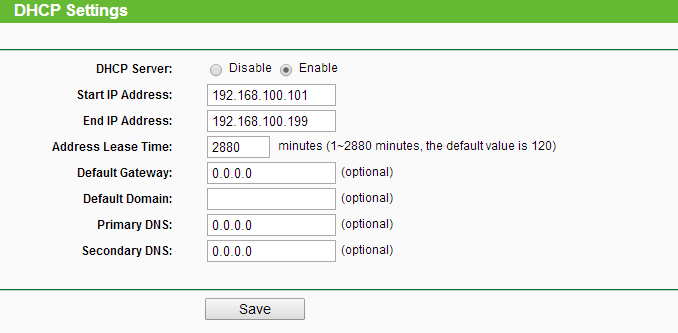 DHCP Settings
DHCP Server: Disable Enable
Start IP Address: 192.168.100.101
End IP Address: 192.168.100.199
Address Lease Time: 2880 minutes (1~2880 minutes, the default value is 120)
Default Gateway: 0.0.0.0 (optional)
Default Domain: (optional)
Primary DNS: 0.0.0.0 (optional)
Secondary DNS: 0.0.0.0 (optional)
Save